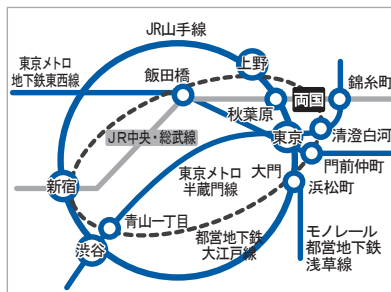 JR山手線
東京メトロ
地下鉄東西線
飯田橋
上野
錦糸町
秋葉原
両国
JR中央・総武線
東京
清澄白河
門前仲町
東京メトロ
半蔵門線
大門
浜松町
新宿
青山一丁目
渋谷
都営地下鉄
大江戸線
モノレール
都営地下鉄
浅草線